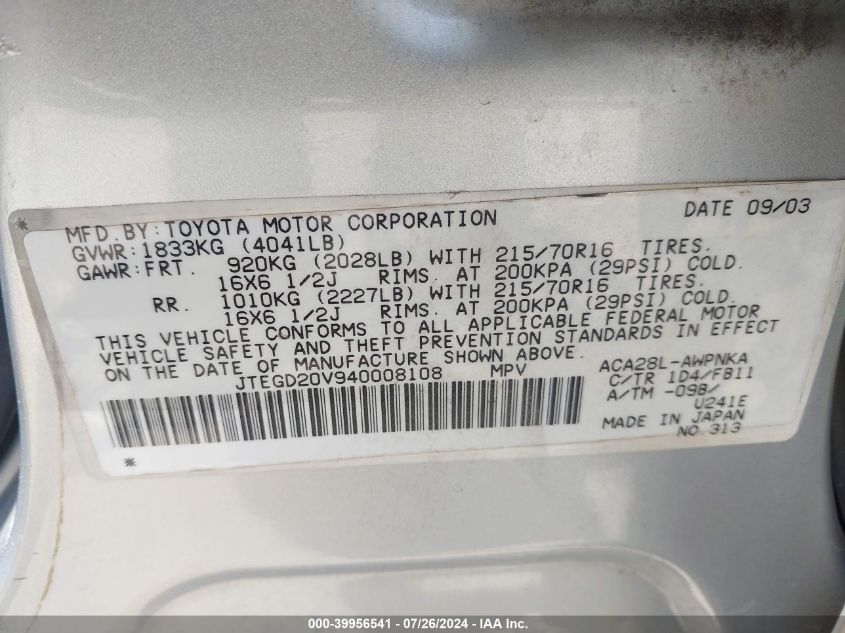 MFD. BY: TOYOTA MOTOR CORPORATION DATE 09/03
GVWR: 1833KG (4041LB)
GAWR: FRT. 920KG (2028LB) WITH 215/70R16 TIRES.
16X6 1/2J RIMS. AT 200KPA (29PSI) COLD.
RR. 1010KG (2227LB) WITH 215/70R16 TIRES.
16X6 1/2J RIMS. AT 200KPA (29PSI) COLD.
THIS VEHICLE CONFORMS TO ALL APPLICABLE FEDERAL MOTOR
VEHICLE SAFETY AND THEFT PREVENTION STANDARDS IN EFFECT
ON THE DATE OF MANUFACTURE SHOWN ABOVE.
JTEGD20V940008108 MPV
ACA28L-AWPNKA
C/TR 1D4/FB11
A/TM -09B/
U241E
MADE IN JAPAN
NO. 313
000-39956541 - 07/26/2024 - IAA Inc.